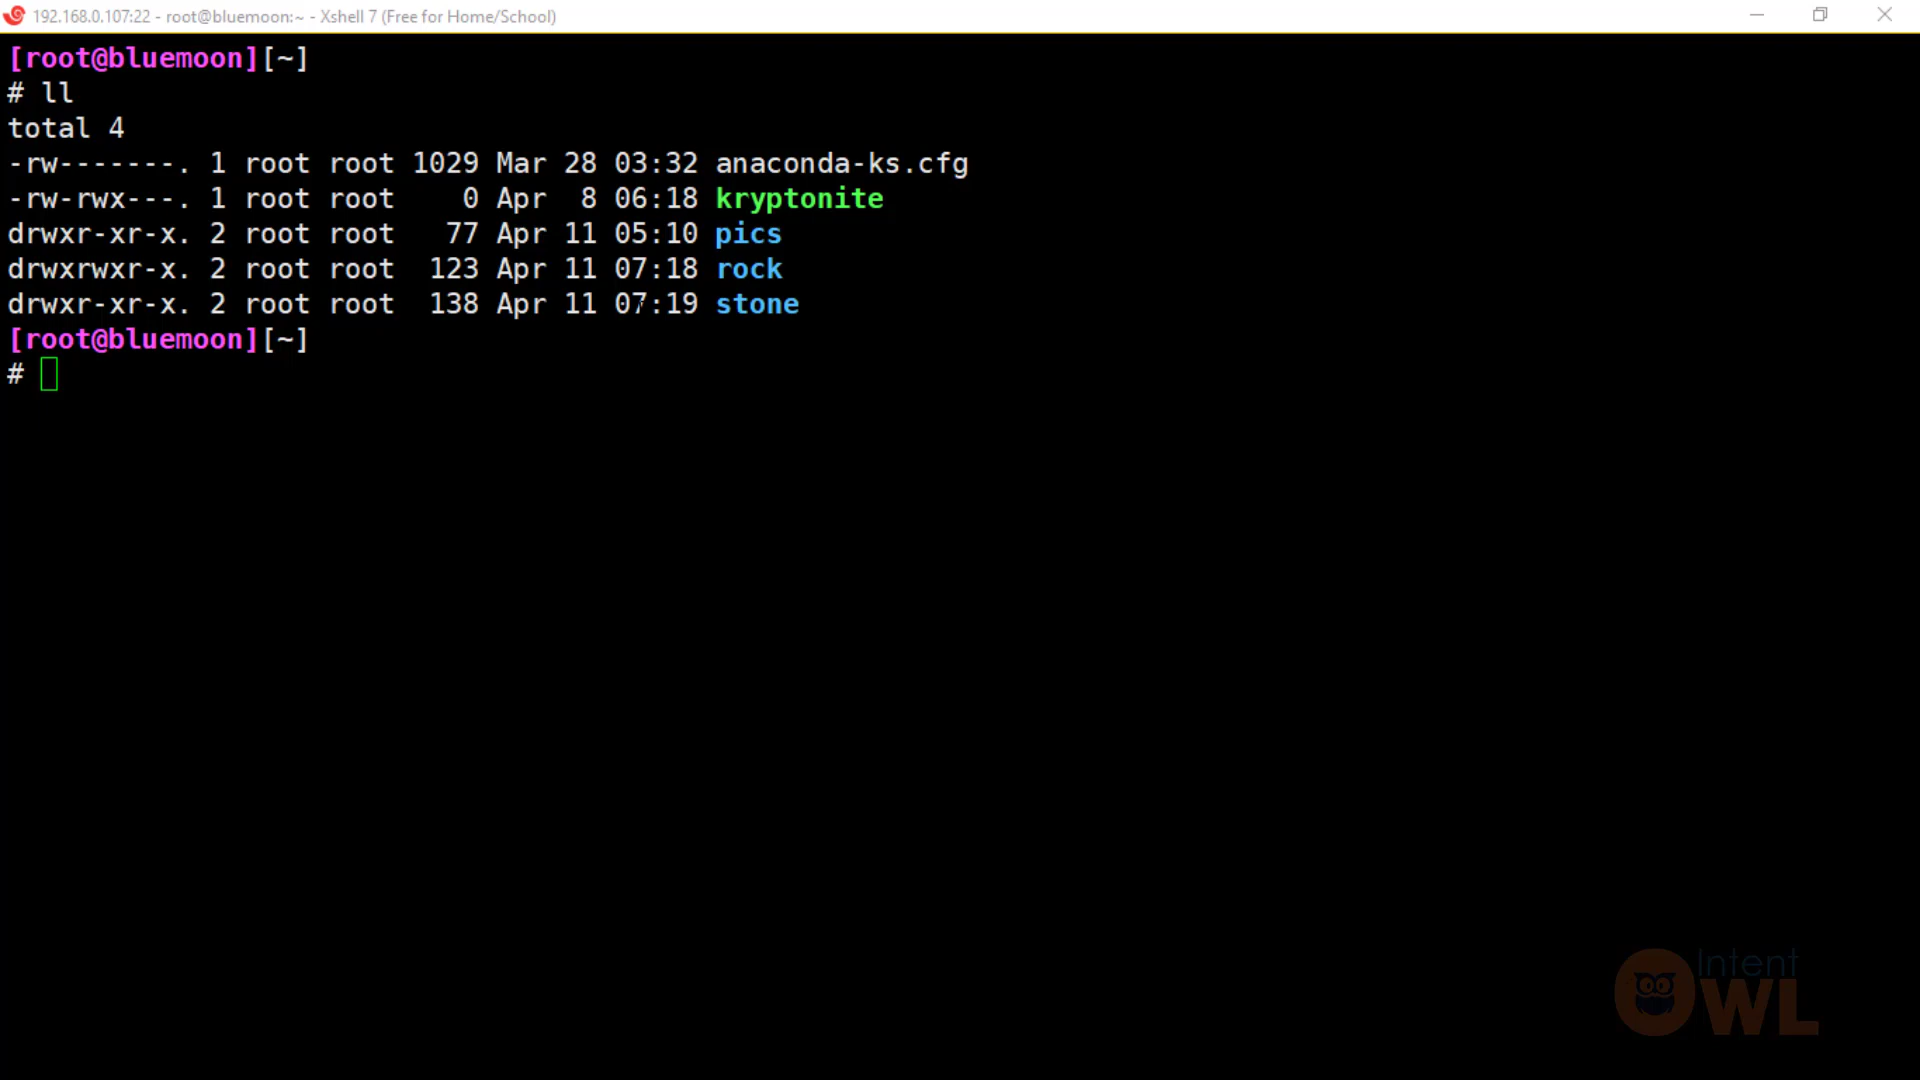 192.168.0.107:22 - root@bluemoon:~ - Xshell 7 (Free for Home/School)
[root@bluemoon][~]
# ll
total 4
-rw-------. 1 root root 1029 Mar 28 03:32 anaconda-ks.cfg
-rw-rwx---. 1 root root    0 Apr  8 06:18 kryptonite
drwxr-xr-x. 2 root root   77 Apr 11 05:10 pics
drwxrwxr-x. 2 root root  123 Apr 11 07:18 rock
drwxr-xr-x. 2 root root  138 Apr 11 07:19 stone
[root@bluemoon][~]
#
Intent
OWL